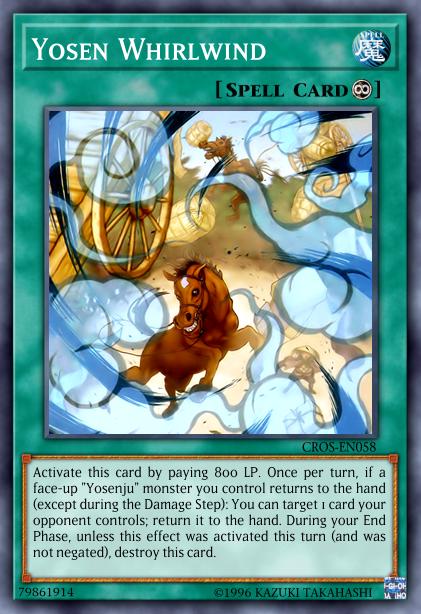 YOSEN WHIRLWIND
SPELL
魔
[SPELL CARD]
CROS-EN058
Activate this card by paying 800 LP. Once per turn, if a
face-up "Yosenju" monster you control returns to the hand
(except during the Damage Step): You can target 1 card your
opponent controls; return it to the hand. During your End
Phase, unless this effect was activated this turn (and was
not negated), destroy this card.
79861914
©1996 KAZUKI TAKAHASHI